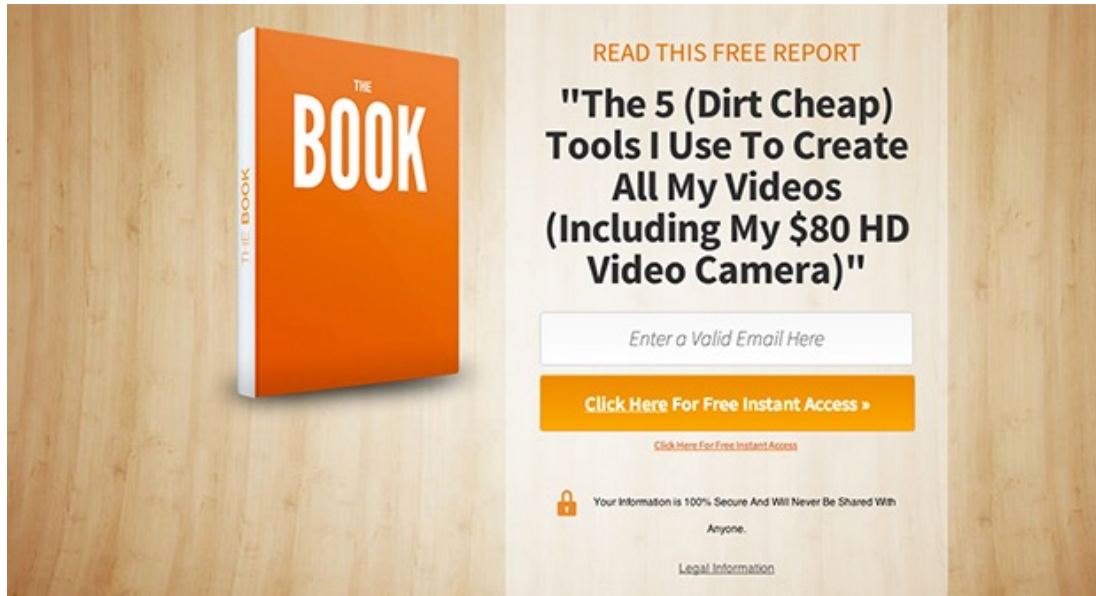 THE
BOOK
THE BOOK
READ THIS FREE REPORT
"The 5 (Dirt Cheap)
Tools I Use To Create
All My Videos
(Including My $80 HD
Video Camera)"
Enter a Valid Email Here
Click Here For Free Instant Access »
Click Here For Free Instant Access
Your Information is 100% Secure And Will Never Be Shared With
Anyone.
Legal Information